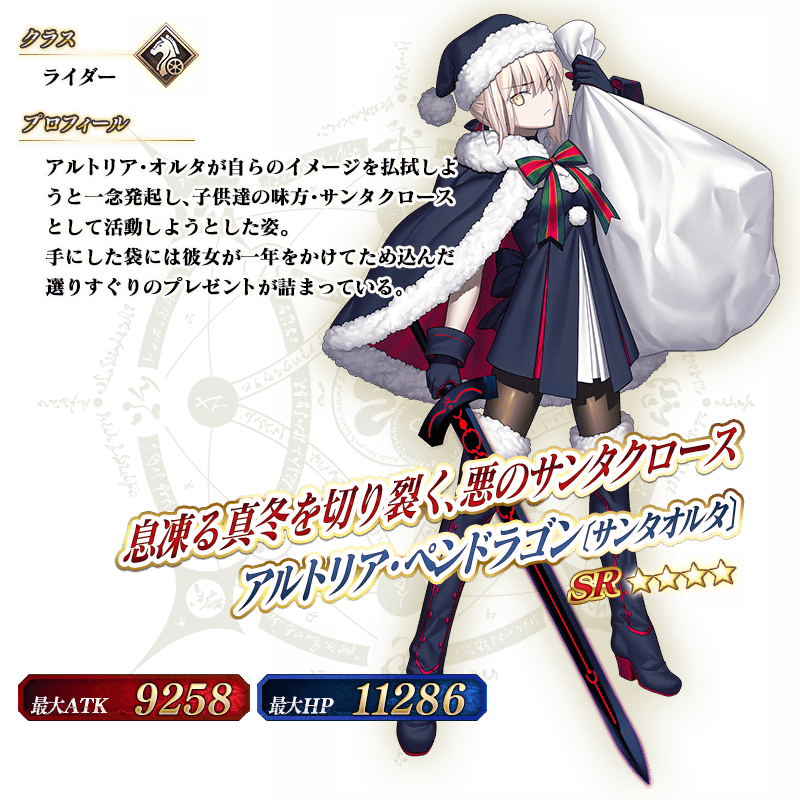 クラス
ライダー
プロフィール
アルトリア・オルタが自らのイメージを払拭しよ
うと一念発起し、子供達の味方・サンタクロース
として活動しようとした姿。
手にした袋には彼女が一年をかけてため込んだ
選りすぐりのプレゼントが詰まっている。
息凍る真冬を切り裂く、悪のサンタクロース
アルトリア・ペンドラゴン〔サンタオルタ〕
SR ★★★★
最大ATK 9258
最大HP 11286